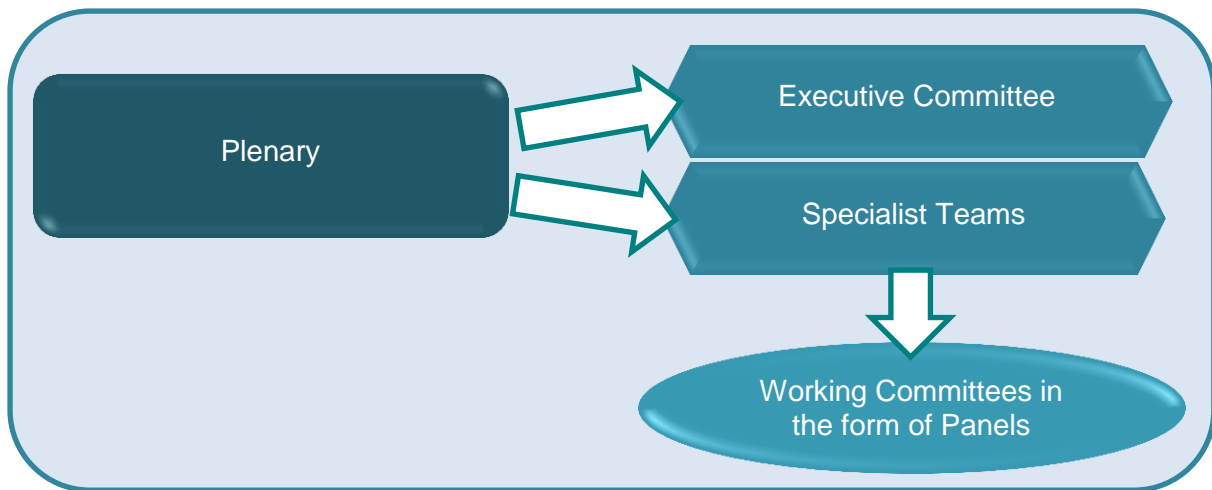 Plenary
Executive Committee
Specialist Teams
Working Committees in
the form of Panels